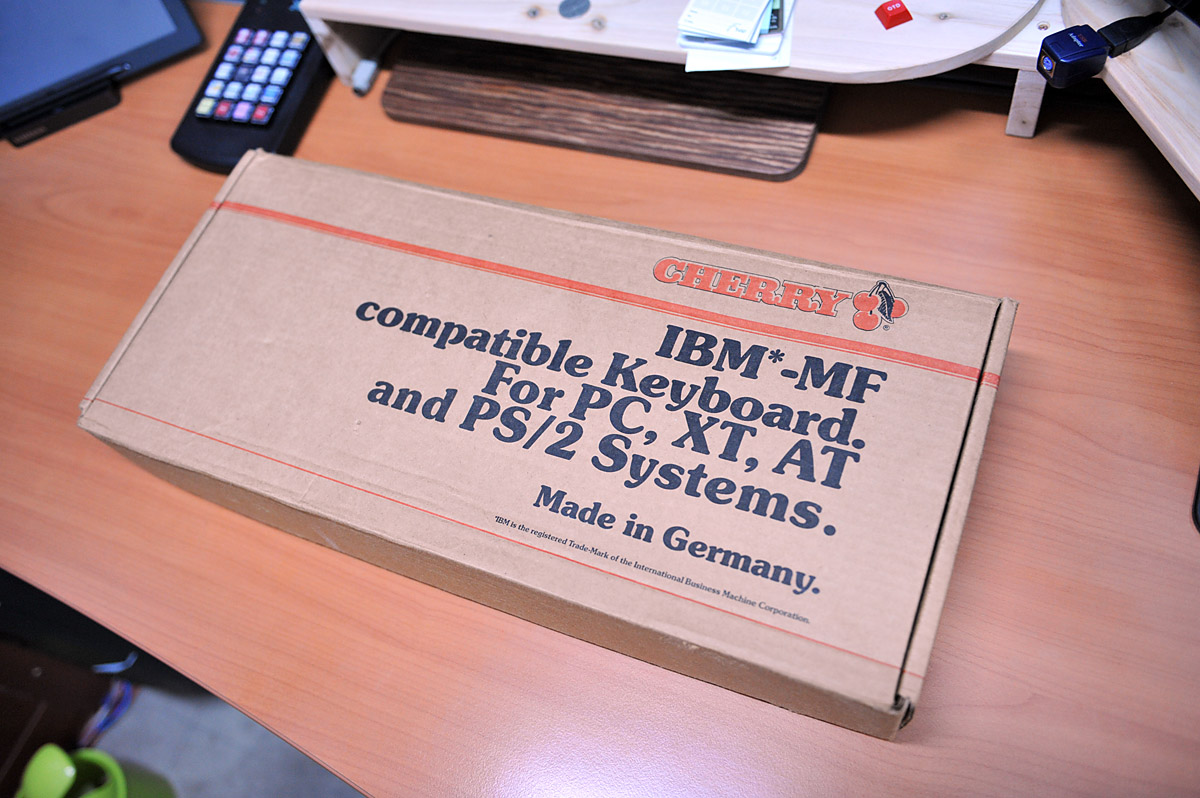 CHERRY
®
IBM*-MF
compatible Keyboard.
For PC, XT, AT
and PS/2 Systems.
Made in Germany.
*IBM is the registered Trade-Mark of the International Business Machine Corporation.